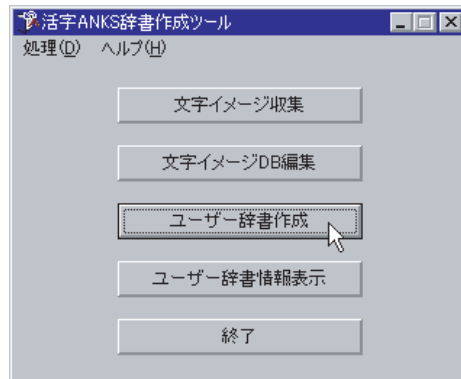 活字ANKS辞書作成ツール
処理(D) ヘルプ(H)
文字イメージ収集
文字イメージDB編集
ユーザー辞書作成
ユーザー辞書情報表示
終了